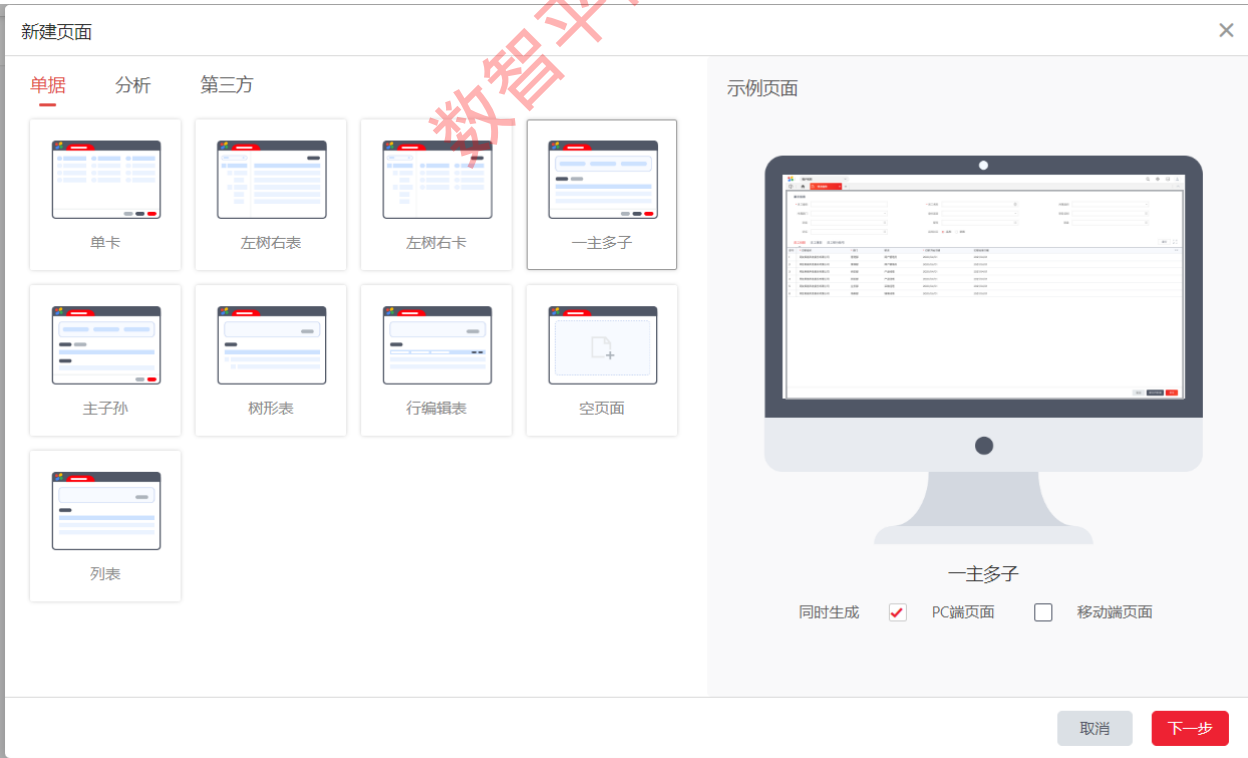 新建页面
单据 分析 第三方
示例页面
单卡 左树右表 左树右卡 一主多子
主子孙 树形表 行编辑表 空页面
列表
一主多子
同时生成 PC端页面 移动端页面
取消 下一步
数智平